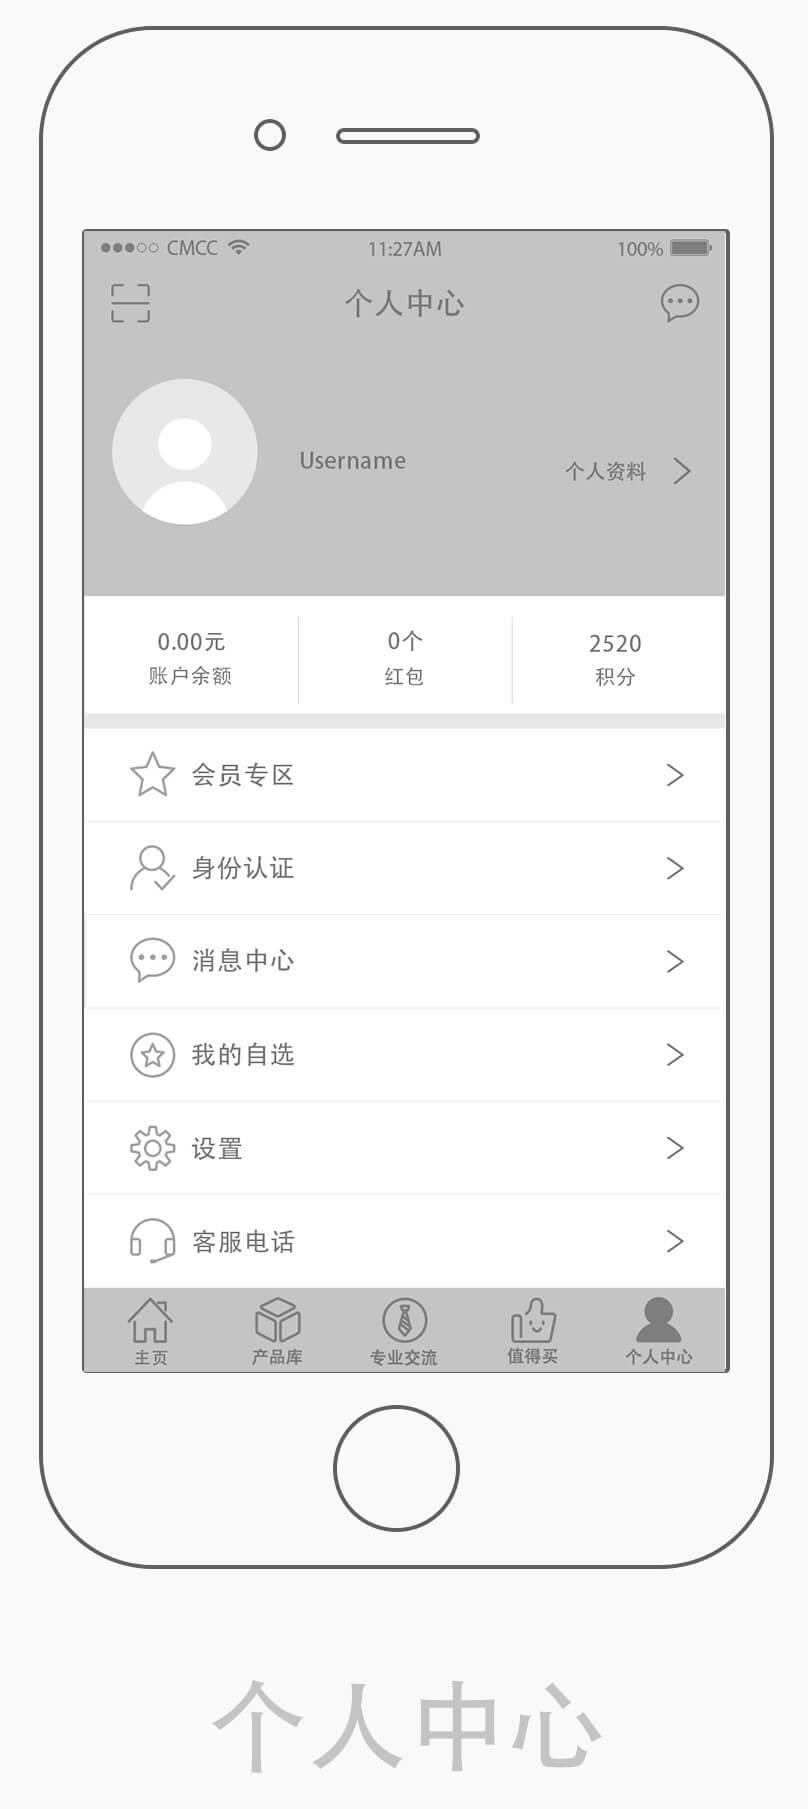 CMCC 11:27AM 100%
个人中心
Username
个人资料
0.00元 0个 2520
账户余额 红包 积分
会员专区
身份认证
消息中心
我的自选
设置
客服电话
主页 产品库 专业交流 值得买 个人中心
个人中心